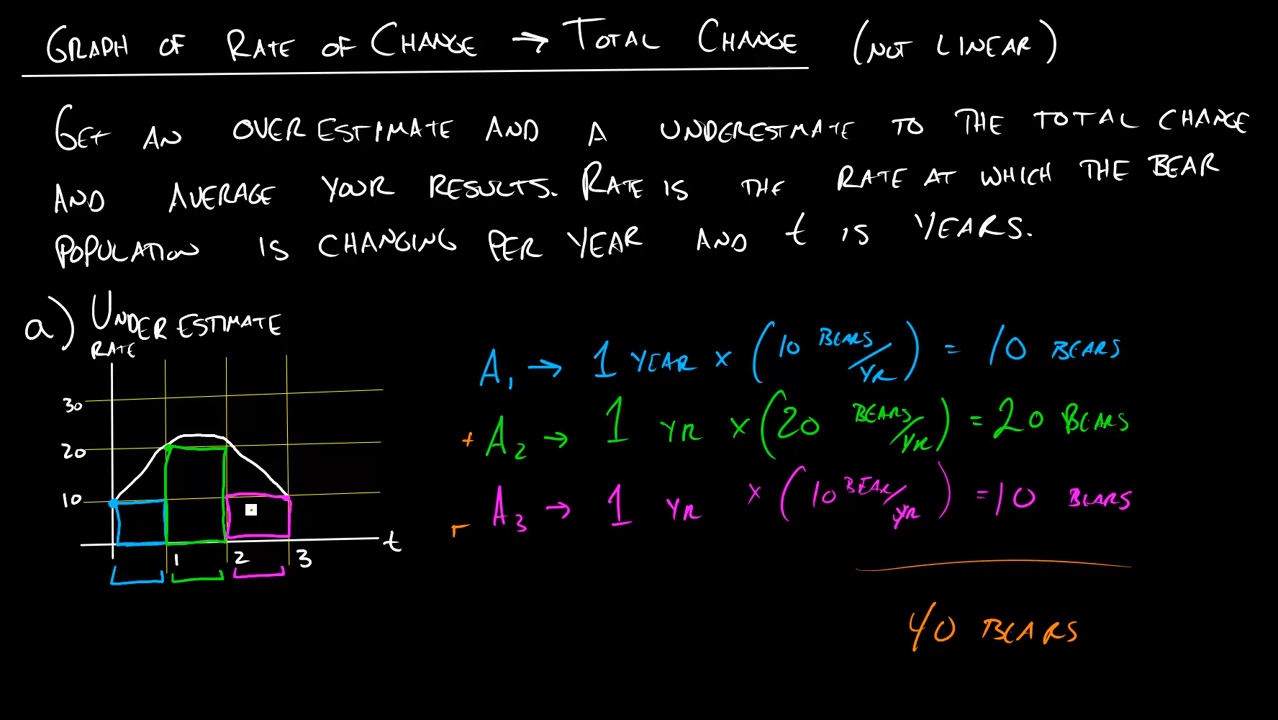 GRAPH OF RATE OF CHANGE → TOTAL CHANGE (NOT LINEAR)
GET AN OVERESTIMATE AND A UNDERESTIMATE TO THE TOTAL CHANGE
AND AVERAGE YOUR RESULTS. RATE IS THE RATE AT WHICH THE BEAR
POPULATION IS CHANGING PER YEAR AND t IS YEARS.
a) UNDERESTIMATE
RATE
30
20
10
1 2 3
t
A1 → 1 YEAR × (10 BEARS/YR) = 10 BEARS
+ A2 → 1 YR × (20 BEARS/YR) = 20 BEARS
A3 → 1 YR × (10 BEAR/YR) = 10 BEARS
40 BEARS